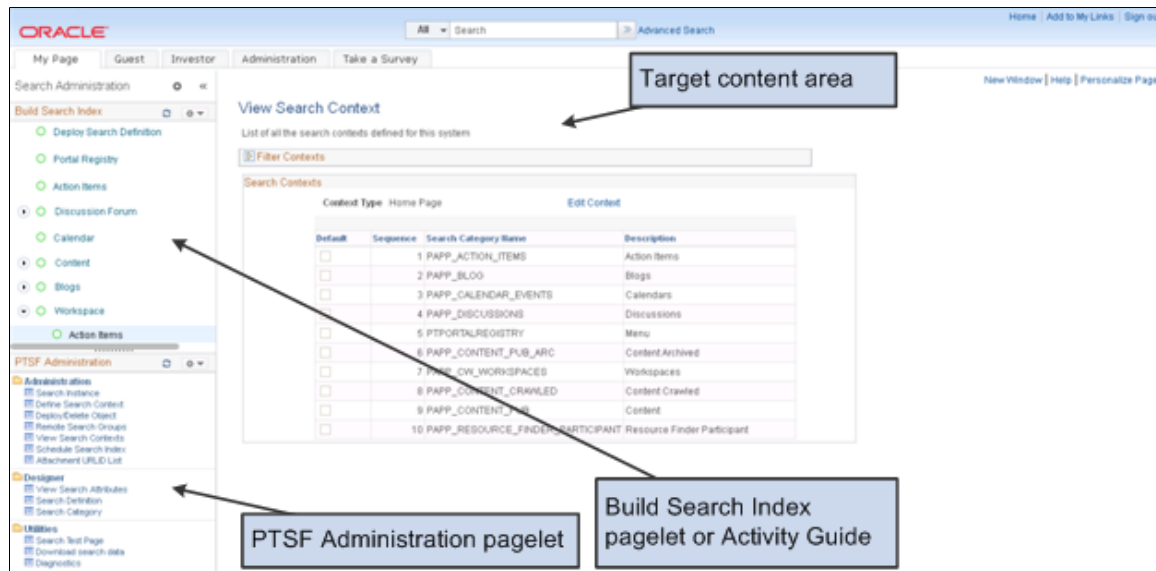 Home | Add to My Links | Sign ou
ORACLE
All Search Advanced Search
My Page Guest Investor Administration Take a Survey
New Window | Help | Personalize Page
Search Administration
Target content area
Build Search Index
Deploy Search Definition
Portal Registry
Action Items
Discussion Forum
Calendar
Content
Blogs
Workspace
Action Items
View Search Context
List of all the search contexts defined for this system
Filter Contexts
Search Contexts
Context Type Home Page Edit Context
Default Sequence Search Category Name Description
1 PAPP_ACTION_ITEMS Action Items
2 PAPP_BLOG Blogs
3 PAPP_CALENDAR_EVENTS Calendars
4 PAPP_DISCUSSIONS Discussions
5 PTPORTALREGISTRY Menu
6 PAPP_CONTENT_PUB_ARC Content Archived
7 PAPP_CW_WORKSPACES Workspaces
8 PAPP_CONTENT_CRAWLED Content Crawled
9 PAPP_CONTENT_PUB Content
10 PAPP_RESOURCE_FINDER_PARTICIPANT Resource Finder Participant
PTSF Administration
Administration
Search Instance
Define Search Context
Deploy/Delete Object
Remote Search Groups
View Search Contexts
Schedule Search Index
Attachment URLID List
Designer
View Search Attributes
Search Definition
Search Category
Utilities
Search Test Page
Download search data
Diagnostics
PTSF Administration pagelet
Build Search Index
pagelet or Activity Guide